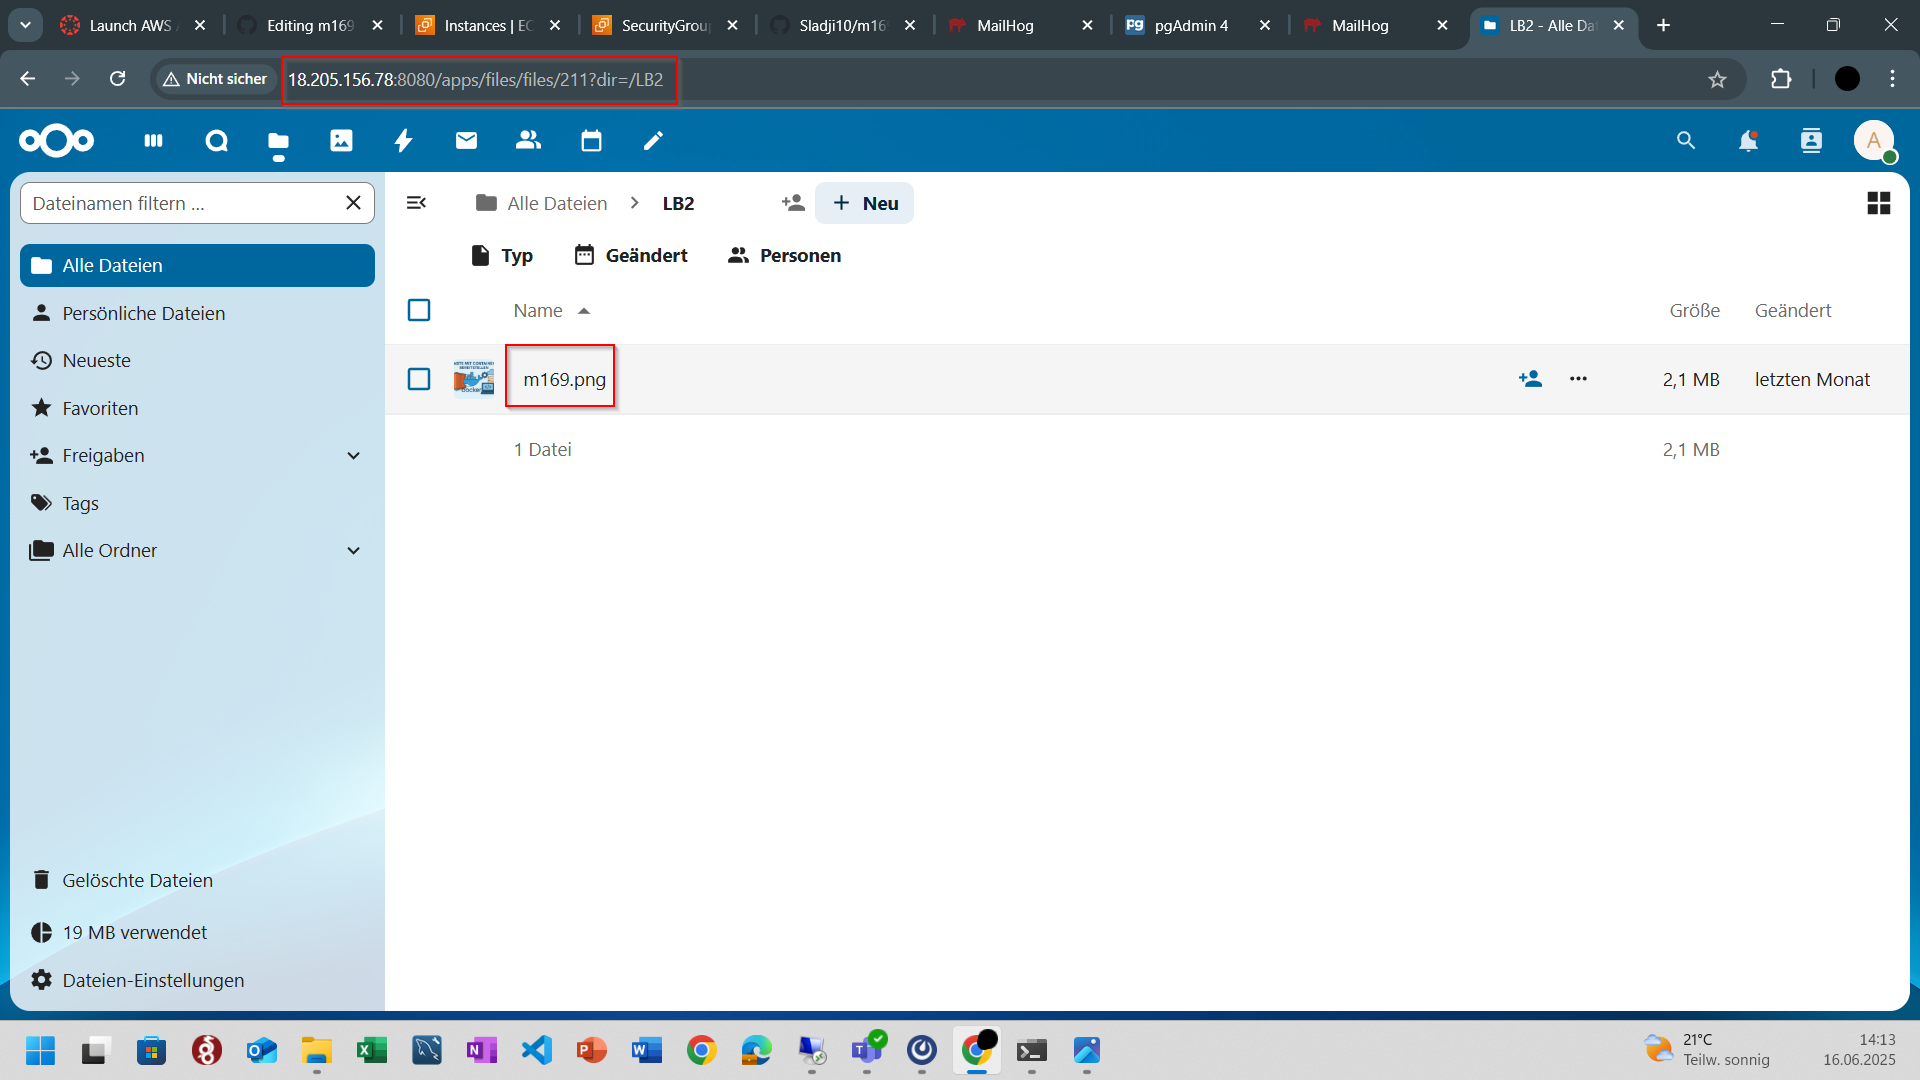 Launch AWS
Editing m169
Instances | EC
SecurityGrou
Sladji10/m16
MailHog
pgAdmin 4
MailHog
LB2 - Alle Da
Nicht sicher
18.205.156.78:8080/apps/files/files/211?dir=/LB2
A
Dateinamen filtern ...
Alle Dateien
LB2
Neu
Typ
Geändert
Personen
Alle Dateien
Persönliche Dateien
Neueste
Favoriten
Freigaben
Tags
Alle Ordner
Name
Größe
Geändert
m169.png
2,1 MB
letzten Monat
1 Datei
2,1 MB
Gelöschte Dateien
19 MB verwendet
Dateien-Einstellungen
21°C
Teilw. sonnig
14:13
16.06.2025